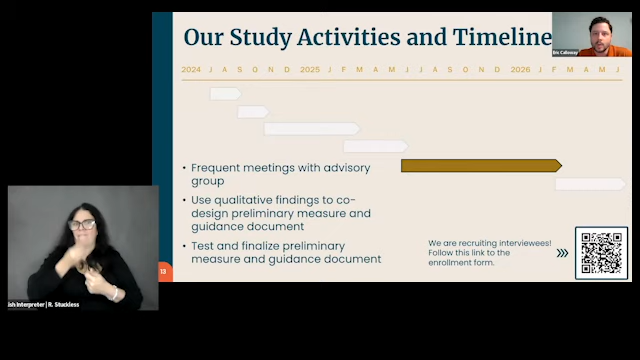 Our Study Activities and Timeline
Eric Calloway
2024 J A S O N D 2025 J F M A M J J A S O N D 2026 J F M A M J
• Frequent meetings with advisory
group
• Use qualitative findings to co-
design preliminary measure and
guidance document
• Test and finalize preliminary
measure and guidance document
We are recruiting interviewees!
Follow this link to the
enrollment form.
13
ish Interpreter | R. Stuckless